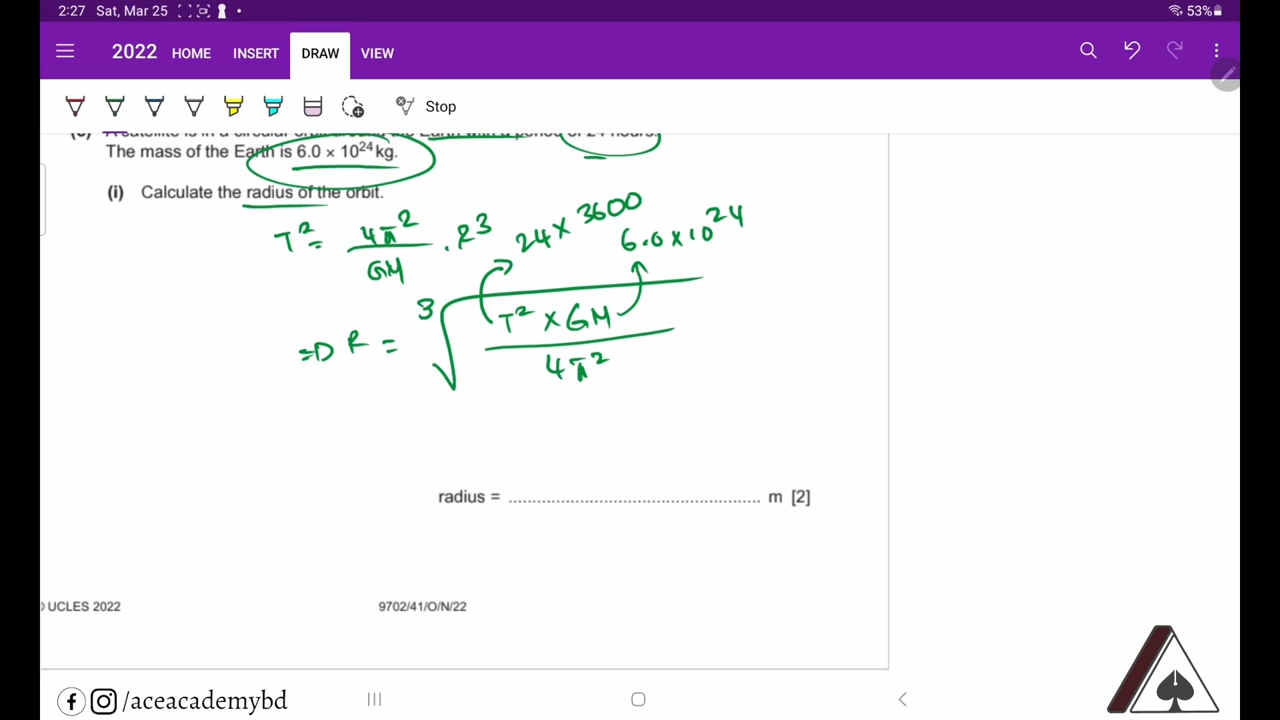 2:27 Sat, Mar 25
53%
2022 HOME INSERT DRAW VIEW
Stop
The mass of the Earth is 6.0 × 10²⁴ kg.
(i) Calculate the radius of the orbit.
T² = 4π²/GM . R³
24 × 3600
6.0 × 10²⁴
=D R = ³√(T² × GM / 4π²)
radius = ........................................................ m [2]
UCLES 2022 9702/41/O/N/22
/aceacademybd